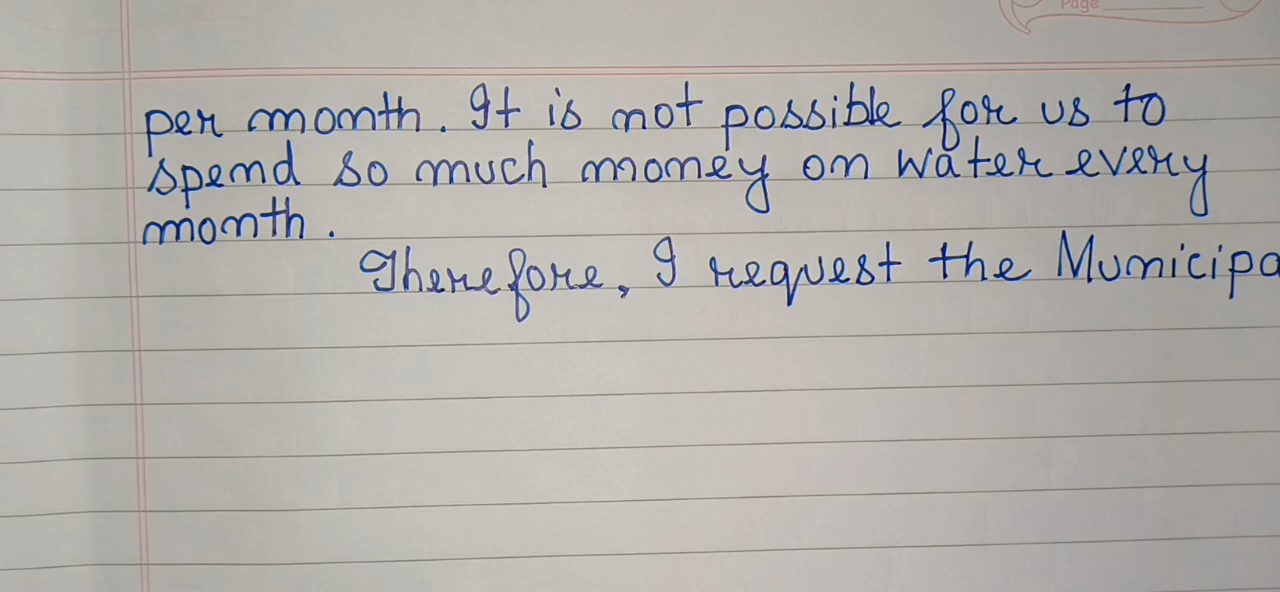 Page
per month. It is not possible for us to
spend so much money on water every
month.
Therefore, I request the Municipa